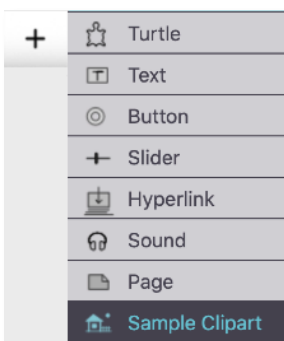 Turtle
Text
Button
Slider
Hyperlink
Sound
Page
Sample Clipart